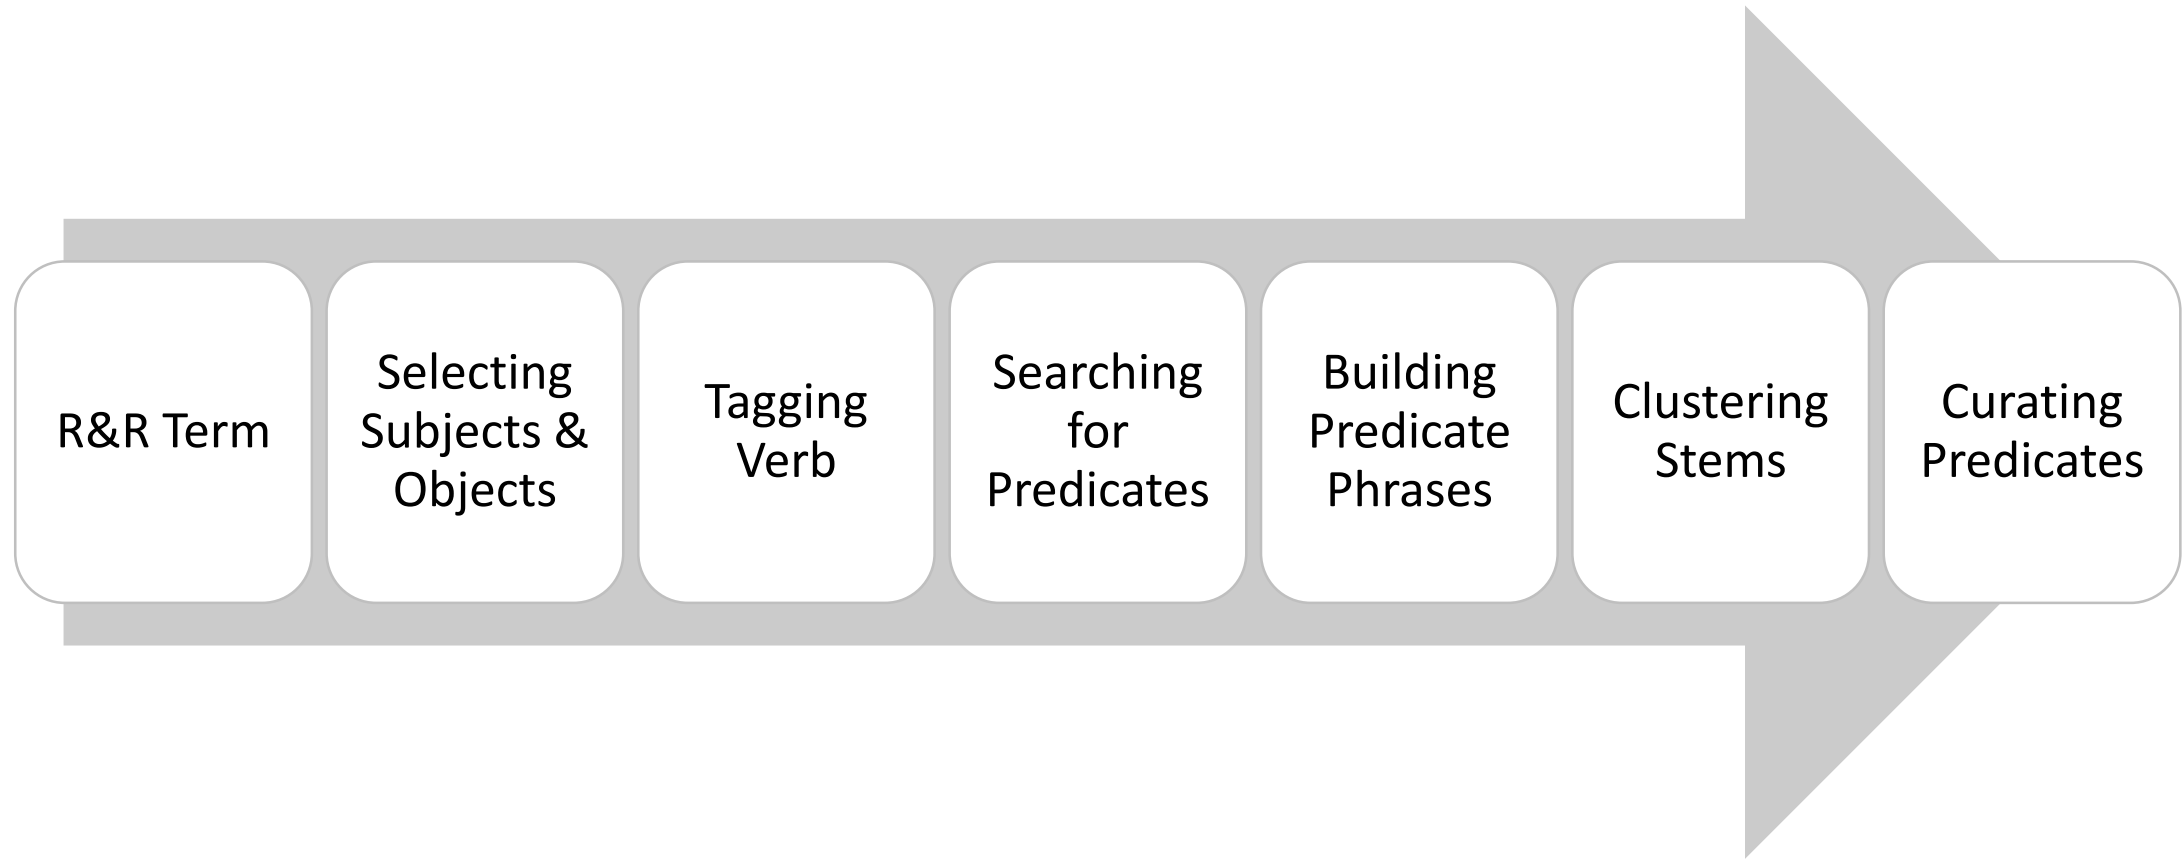 R&R Term
Selecting
Subjects &
Objects
Tagging
Verb
Searching
for
Predicates
Building
Predicate
Phrases
Clustering
Stems
Curating
Predicates